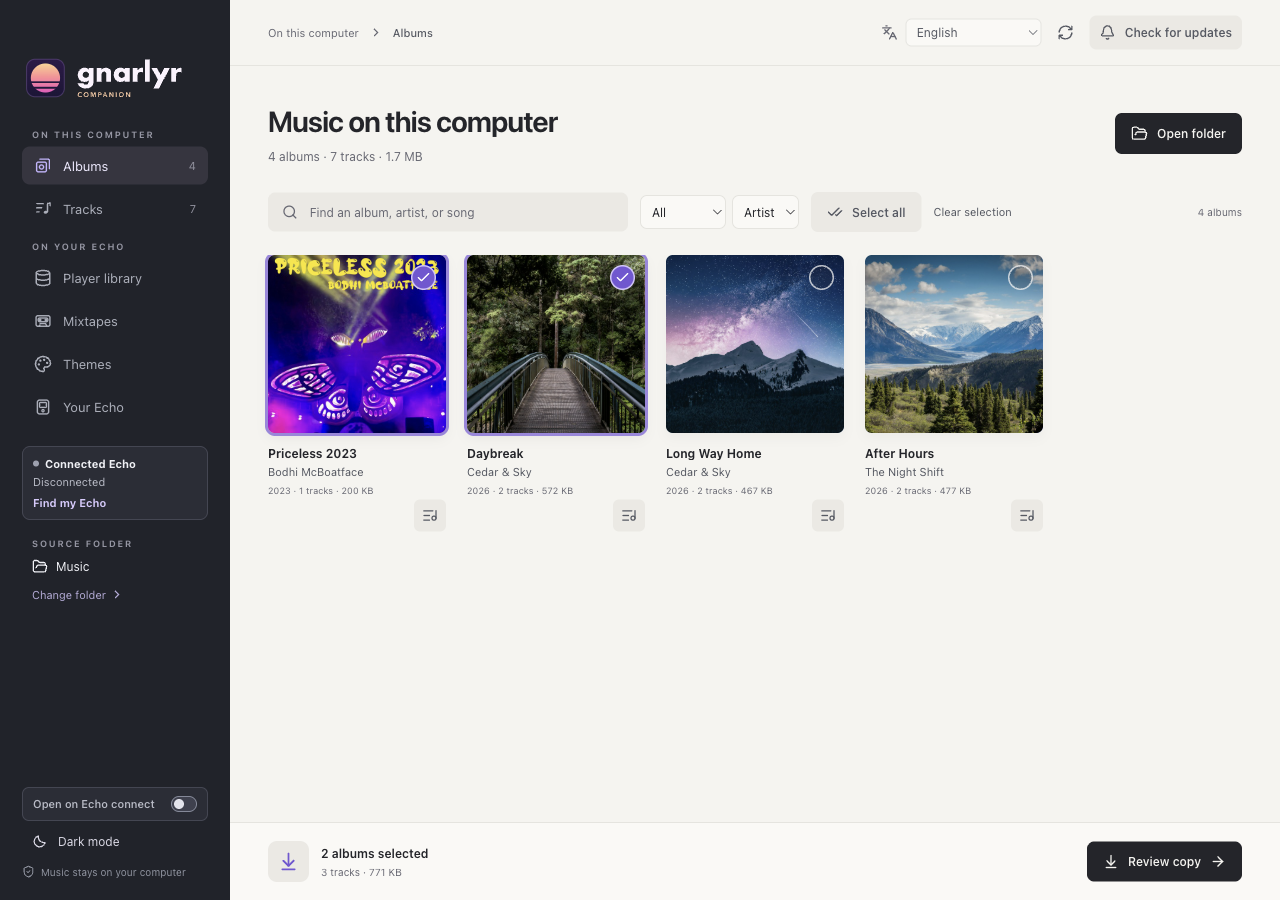 gnarlyr
COMPANION
ON THIS COMPUTER
Albums 4
Tracks 7
ON YOUR ECHO
Player library
Mixtapes
Themes
Your Echo
Connected Echo
Disconnected
Find my Echo
SOURCE FOLDER
Music
Change folder
Open on Echo connect
Dark mode
Music stays on your computer
On this computer Albums
English
Check for updates
Music on this computer
4 albums · 7 tracks · 1.7 MB
Open folder
Find an album, artist, or song
All
Artist
Select all
Clear selection
4 albums
PRICELESS 2023
BODHI MCBOATFACE
Priceless 2023
Bodhi McBoatface
2023 · 1 tracks · 200 KB
Daybreak
Cedar & Sky
2026 · 2 tracks · 572 KB
Long Way Home
Cedar & Sky
2026 · 2 tracks · 467 KB
After Hours
The Night Shift
2026 · 2 tracks · 477 KB
2 albums selected
3 tracks · 771 KB
Review copy